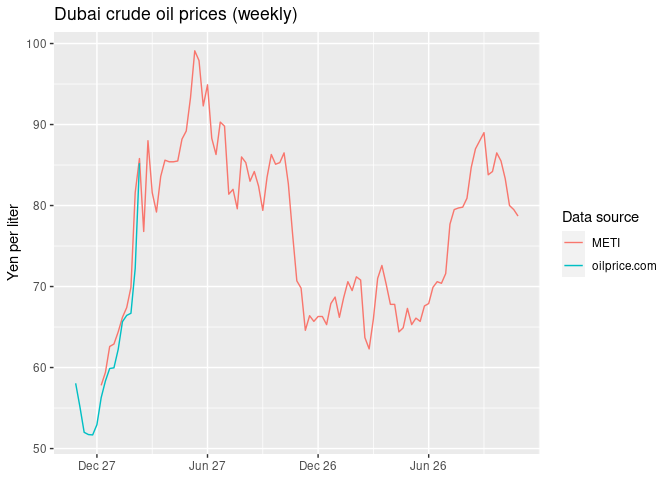 Dubai crude oil prices (weekly)
100
90
80
70
60
50
Yen per liter
Dec 27
Jun 27
Dec 26
Jun 26
Data source
METI
oilprice.com